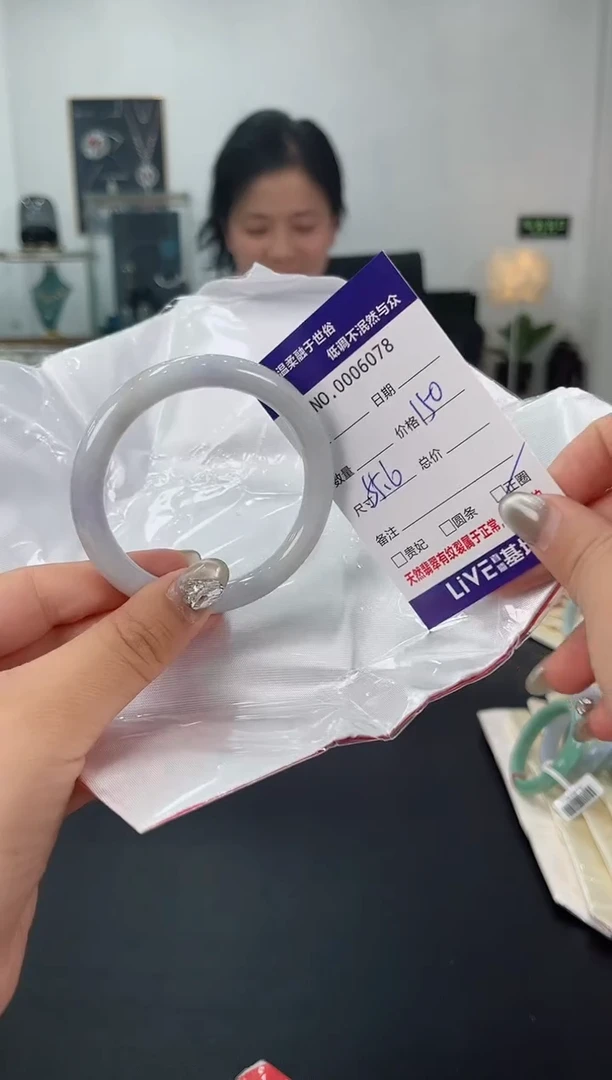 温柔融于世俗
低调不泯然与众
NO.0006078
日期
价格 150
数量
尺寸 55.6
总价
备注
□贵妃 □圆条 □正圈
天然翡翠有纹裂属于正常,
LiVE